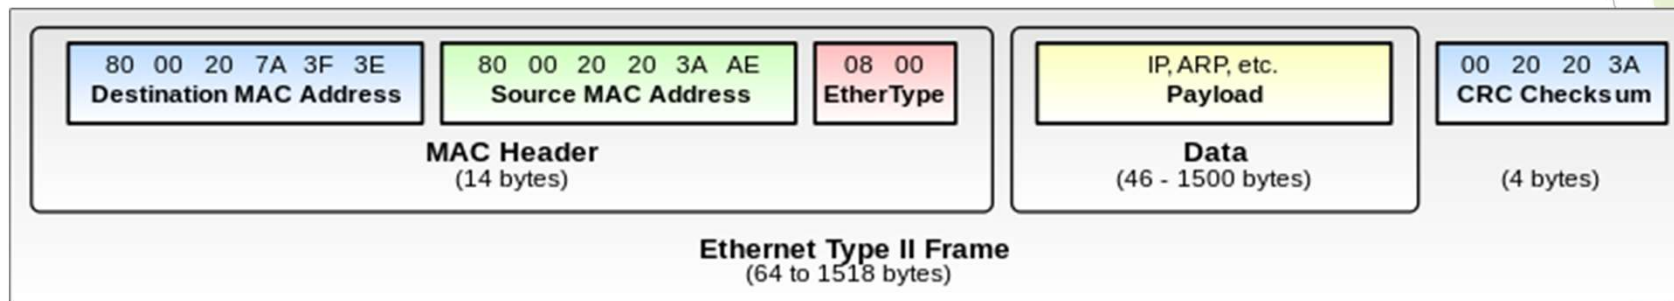 80 00 20 7A 3F 3E
Destination MAC Address
80 00 20 20 3A AE
Source MAC Address
08 00
EtherType
IP, ARP, etc.
Payload
00 20 20 3A
CRC Checksum
MAC Header
(14 bytes)
Data
(46 - 1500 bytes)
(4 bytes)
Ethernet Type II Frame
(64 to 1518 bytes)